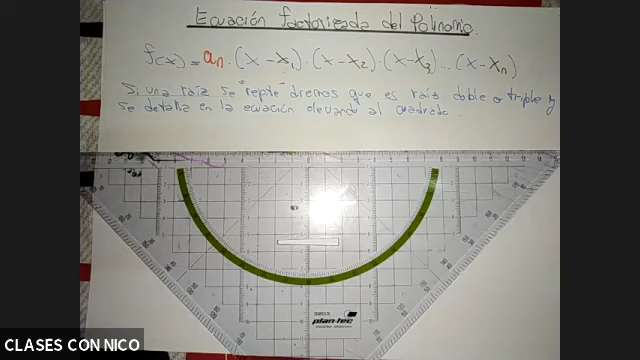 Ecuación factorizada del Polinomio.
f(x) = an · (x - x1) · (x - x2) · (x - x3) ... (x - xn)
Si una raíz se "repite" diremos que es raíz doble o triple y
se detalla en la ecuación elevando al cuadrado.
3203
plan-tec
CLASES CON NICO